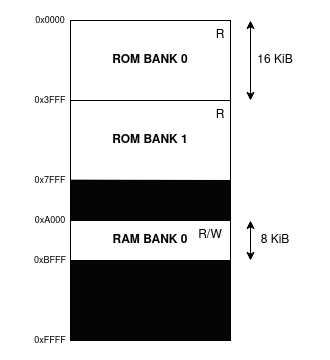 0x0000
R
ROM BANK 0
16 KiB
0x3FFF
R
ROM BANK 1
0x7FFF
0xA000
R/W
RAM BANK 0
8 KiB
0xBFFF
0xFFFF